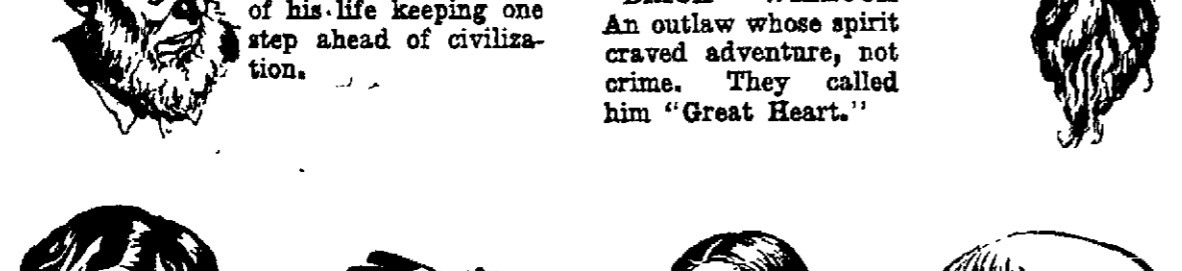 of his life keeping one
step ahead of civiliza-
tion.
An outlaw whose spirit
craved adventure, not
crime. They called
him "Great Heart."